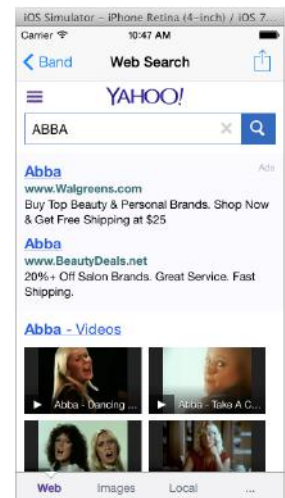 iOS Simulator – iPhone Retina (4-inch) / iOS 7...
Carrier 10:47 AM
Band Web Search
YAHOO!
ABBA
Abba Ads
www.Walgreens.com
Buy Top Beauty & Personal Brands. Shop Now
& Get Free Shipping at $25
Abba
www.BeautyDeals.net
20%+ Off Salon Brands. Great Service. Fast
Shipping.
Abba - Videos
Abba - Dancing ... Abba - Take A C...
Web Images Local ...